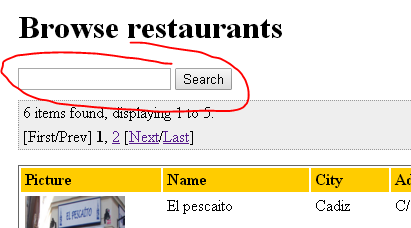 Browse restaurants
Search
6 items found, displaying 1 to 5.
[First/Prev] 1, 2 [Next/Last]
Picture Name City Ad
EL PESCAÍTO El pescaito Cadiz C/